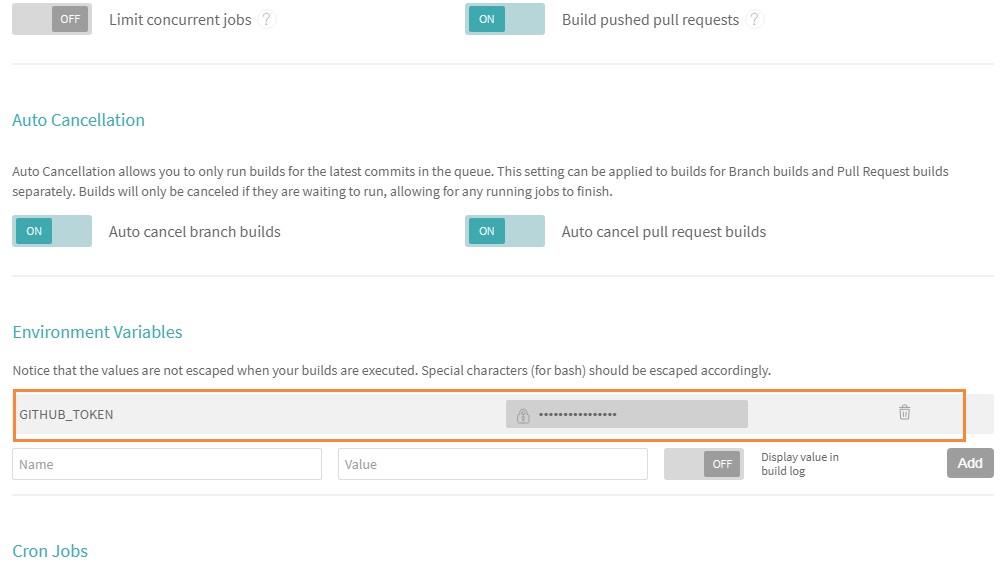 OFF Limit concurrent jobs ? ON Build pushed pull requests ?
Auto Cancellation
Auto Cancellation allows you to only run builds for the latest commits in the queue. This setting can be applied to builds for Branch builds and Pull Request builds
separately. Builds will only be canceled if they are waiting to run, allowing for any running jobs to finish.
ON Auto cancel branch builds ON Auto cancel pull request builds
Environment Variables
Notice that the values are not escaped when your builds are executed. Special characters (for bash) should be escaped accordingly.
GITHUB_TOKEN ••••••••••••••••
Name Value OFF Display value in
build log Add
Cron Jobs